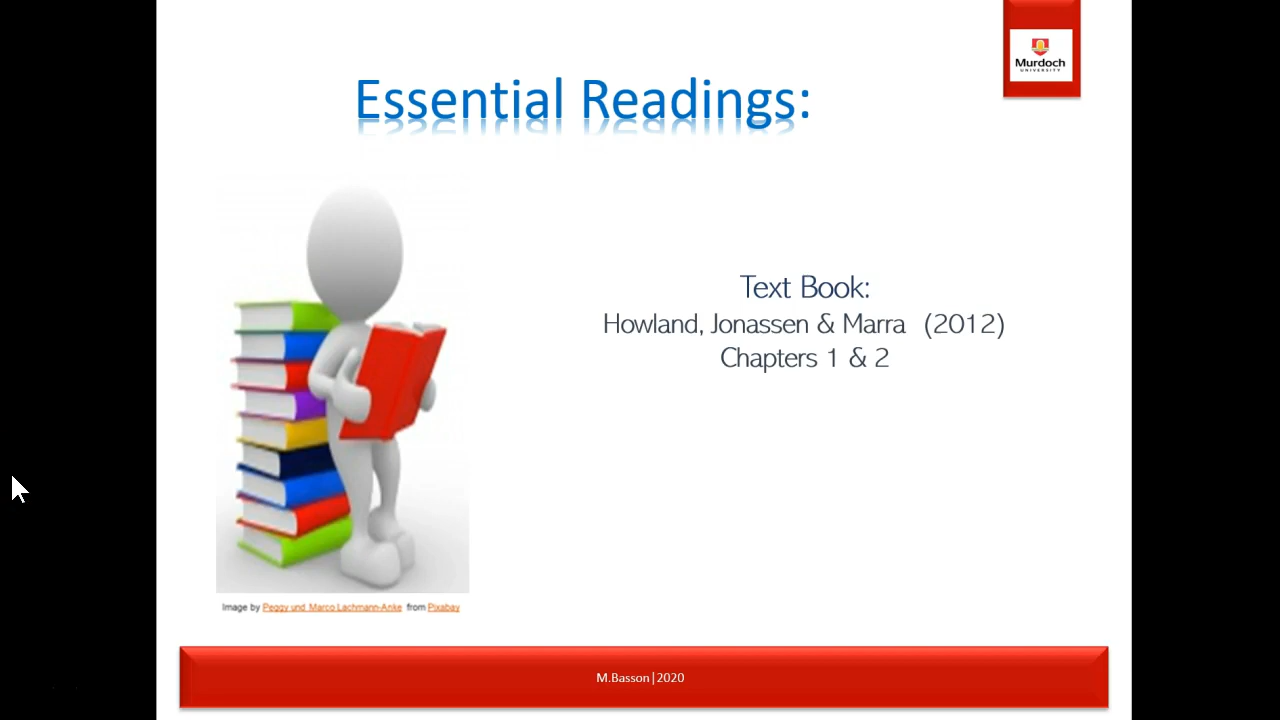 Murdoch
UNIVERSITY
Essential Readings:
Text Book:
Howland, Jonassen & Marra (2012)
Chapters 1 & 2
Image by Peggy und Marco Lachmann-Anke from Pixabay
M.Basson|2020